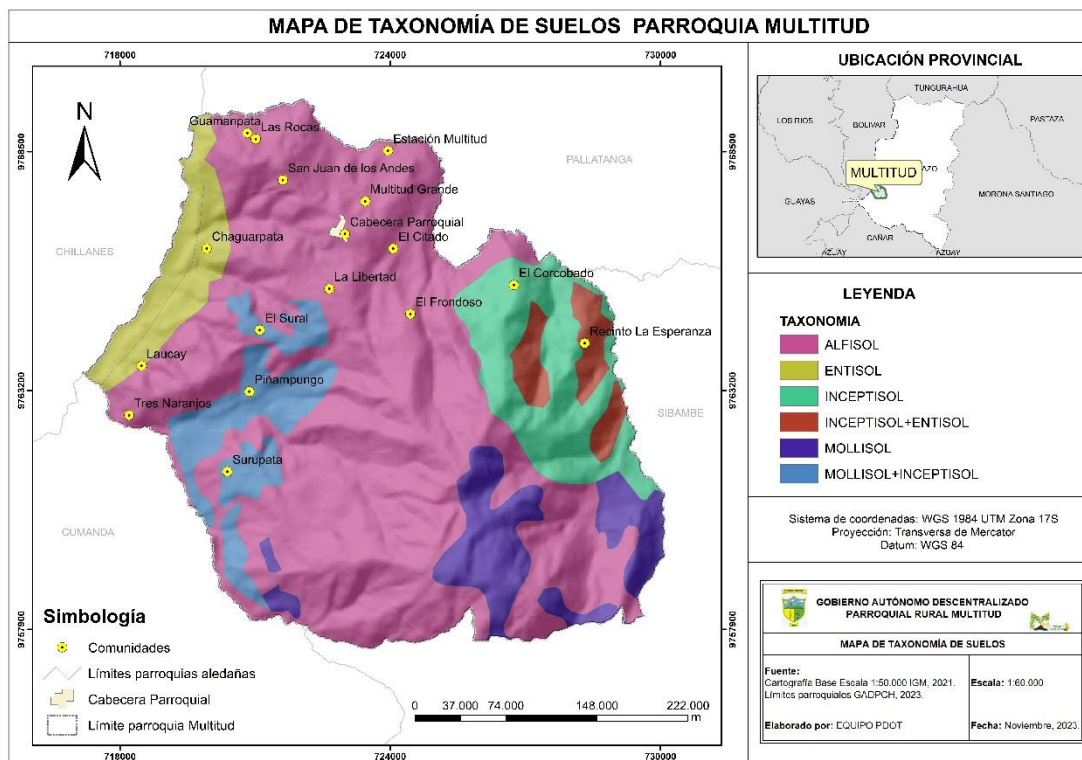 MAPA DE TAXONOMÍA DE SUELOS PARROQUIA MULTITUD
718000
724000
730000
N
9768500
9768500
9763200
9763200
9757900
9757900
Guamanpata
Las Rocas
Estación Multitud
PALLATANGA
San Juan de los Andes
Multitud Grande
Cabecera Parroquial
Chaguarpata
El Citado
CHILLANES
El Corcobado
La Libertad
El Frondoso
El Sural
Recinto La Esperanza
Laucay
Piñampungo
Tres Naranjos
SIBAMBE
Surupata
CUMANDA
Simbología
Comunidades
Límites parroquias aledañas
Cabecera Parroquial
Límite parroquia Multitud
0 37.000 74.000 148.000 222.000
m
718000
724000
730000
UBICACIÓN PROVINCIAL
TUNGURAHUA
LOS RIOS
BOLIVAR
PASTAZA
MULTITUD
GUAYAS
MORONA SANTIAGO
CAÑAR
AZUAY
AZUAY
LEYENDA
TAXONOMIA
ALFISOL
ENTISOL
INCEPTISOL
INCEPTISOL+ENTISOL
MOLLISOL
MOLLISOL+INCEPTISOL
Sistema de coordenadas: WGS 1984 UTM Zona 17S
Proyección: Transversa de Mercator
Datum: WGS 84
GOBIERNO AUTÓNOMO DESCENTRALIZADO
PARROQUIAL RURAL MULTITUD
MAPA DE TAXONOMÍA DE SUELOS
Fuente:
Cartografía Base Escala 1:50.000 IGM, 2021.
Límites parroquiales GADPCH, 2023.
Escala: 1:60.000
Elaborado por: EQUIPO PDOT
Fecha: Noviembre, 2023.